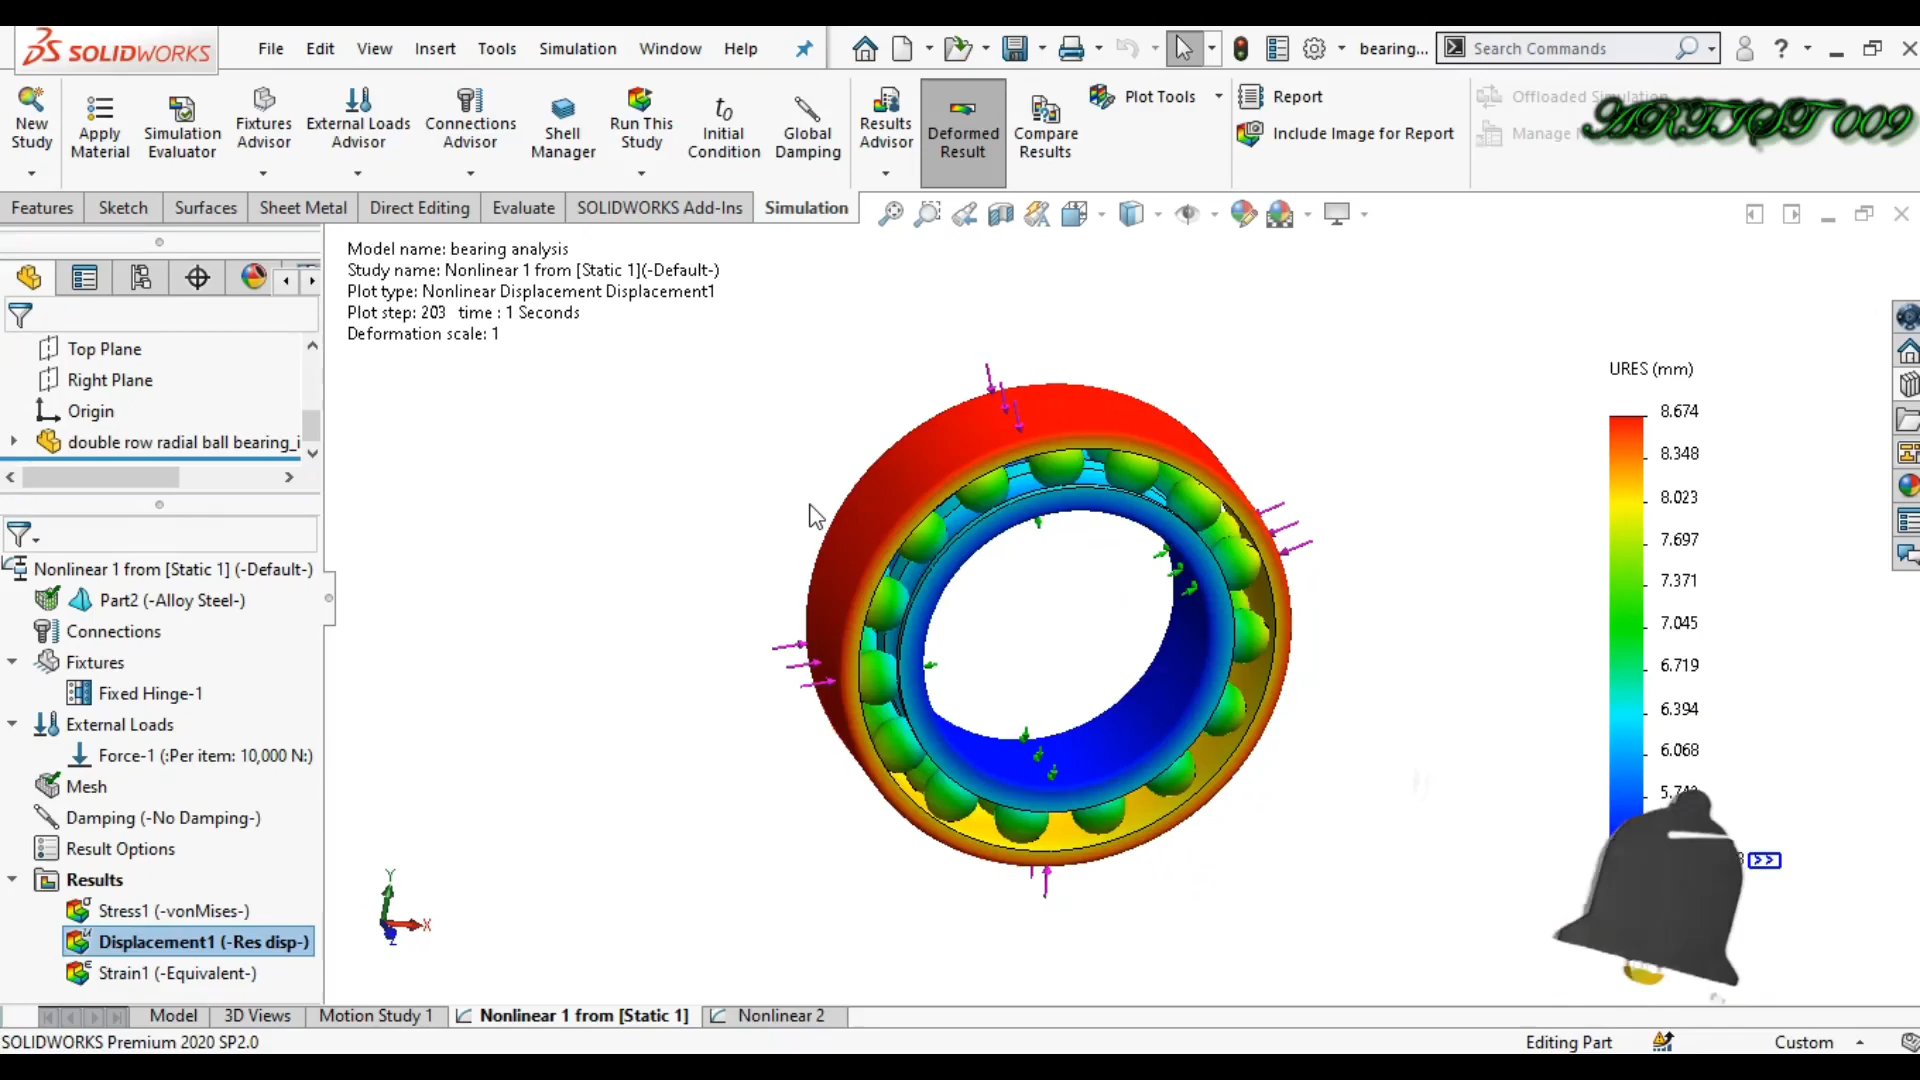 SOLIDWORKS
File Edit View Insert Tools Simulation Window Help
bearing...
Search Commands
New Study
Apply Material
Simulation Evaluator
Fixtures Advisor
External Loads Advisor
Connections Advisor
Shell Manager
Run This Study
Initial Condition
Global Damping
Results Advisor
Deformed Result
Compare Results
Plot Tools
Report
Include Image for Report
Offloaded Simulation
Manage
ARTIST 009
Features Sketch Surfaces Sheet Metal Direct Editing Evaluate SOLIDWORKS Add-Ins Simulation
Model name: bearing analysis
Study name: Nonlinear 1 from [Static 1](-Default-)
Plot type: Nonlinear Displacement Displacement1
Plot step: 203 time : 1 Seconds
Deformation scale: 1
Top Plane
Right Plane
Origin
double row radial ball bearing_i
Nonlinear 1 from [Static 1] (-Default-)
Part2 (-Alloy Steel-)
Connections
Fixtures
Fixed Hinge-1
External Loads
Force-1 (:Per item: 10,000 N:)
Mesh
Damping (-No Damping-)
Result Options
Results
Stress1 (-vonMises-)
Displacement1 (-Res disp-)
Strain1 (-Equivalent-)
URES (mm)
8.674
8.348
8.023
7.697
7.371
7.045
6.719
6.394
6.068
Y
X
Z
Model 3D Views Motion Study 1 Nonlinear 1 from [Static 1] Nonlinear 2
SOLIDWORKS Premium 2020 SP2.0
Editing Part
Custom